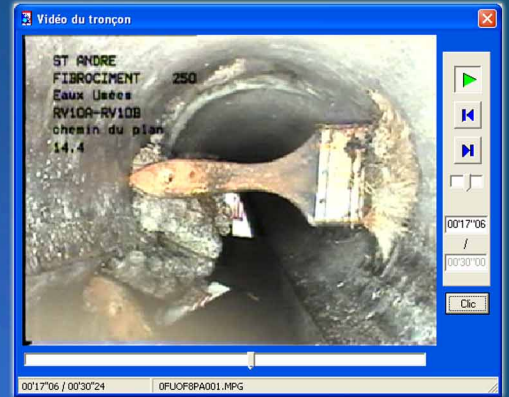 Vidéo du tronçon
ST ANDRE
FIBROCIMENT 250
Eaux Usées
RV10A-RV10B
chemin du plan
14.4
00'17"06
/
00'30"00
Clic
00'17"06 / 00'30"24
0FUOF8PA001.MPG